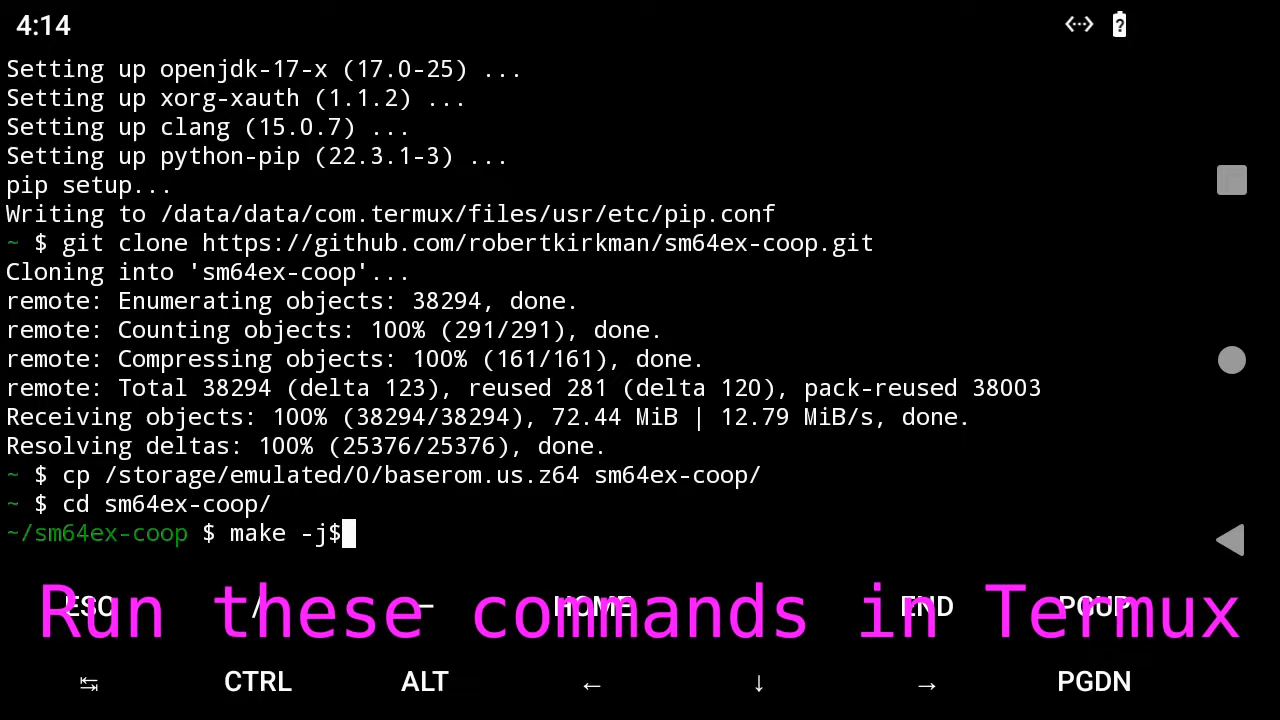 4:14
Setting up openjdk-17-x (17.0-25) ...
Setting up xorg-xauth (1.1.2) ...
Setting up clang (15.0.7) ...
Setting up python-pip (22.3.1-3) ...
pip setup...
Writing to /data/data/com.termux/files/usr/etc/pip.conf
~ $ git clone https://github.com/robertkirkman/sm64ex-coop.git
Cloning into 'sm64ex-coop'...
remote: Enumerating objects: 38294, done.
remote: Counting objects: 100% (291/291), done.
remote: Compressing objects: 100% (161/161), done.
remote: Total 38294 (delta 123), reused 281 (delta 120), pack-reused 38003
Receiving objects: 100% (38294/38294), 72.44 MiB | 12.79 MiB/s, done.
Resolving deltas: 100% (25376/25376), done.
~ $ cp /storage/emulated/0/baserom.us.z64 sm64ex-coop/
~ $ cd sm64ex-coop/
~/sm64ex-coop $ make -j$
ESC / — HOME END PGUP
Run these commands in Termux
↹ CTRL ALT ← ↓ → PGDN